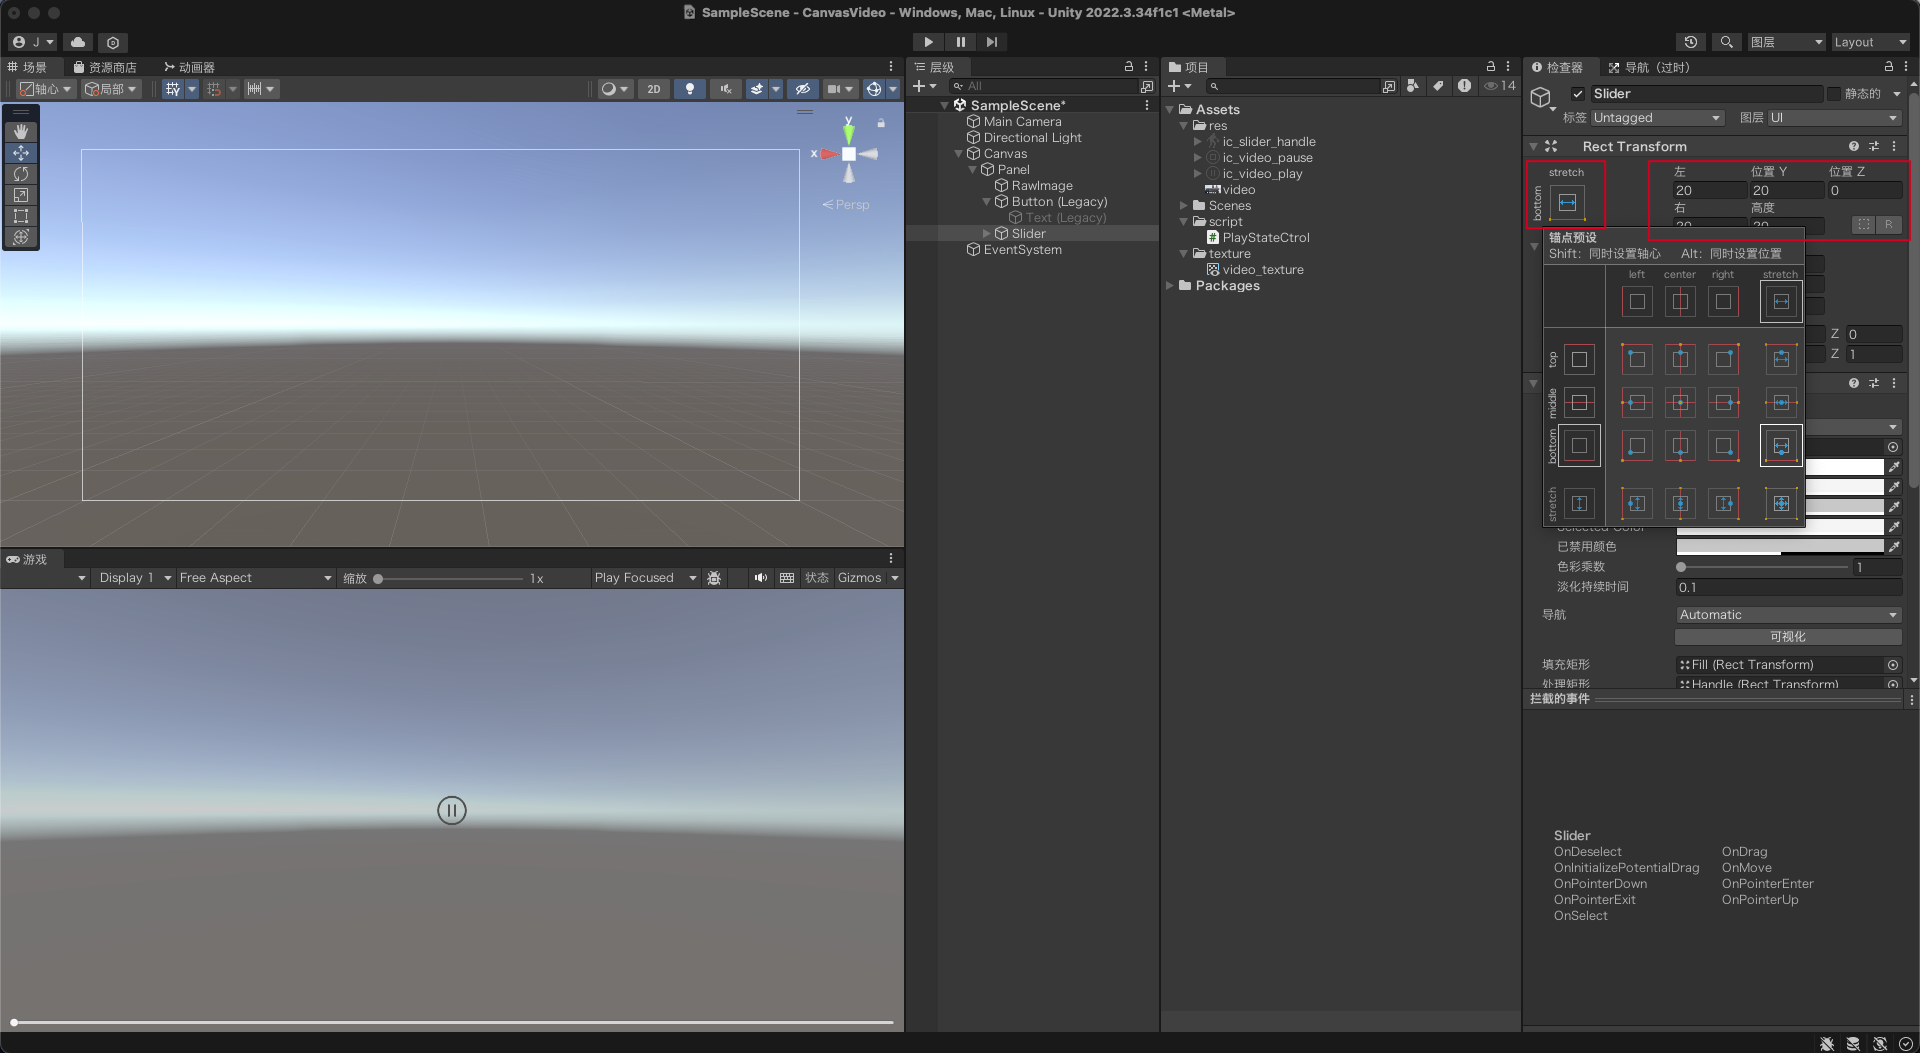 SampleScene - CanvasVideo - Windows, Mac, Linux - Unity 2022.3.34f1c1 <Metal>
J
图层
Layout
场景
资源商店
动画器
轴心
局部
2D
y
x
Persp
层级
All
SampleScene*
Main Camera
Directional Light
Canvas
Panel
RawImage
Button (Legacy)
Text (Legacy)
Slider
EventSystem
项目
14
Assets
res
ic_slider_handle
ic_video_pause
ic_video_play
video
Scenes
script
PlayStateCtrol
texture
video_texture
Packages
检查器
导航（过时）
Slider
静态的
标签
Untagged
图层
UI
Rect Transform
stretch
bottom
左
位置 Y
位置 Z
20
20
0
右
高度
20
20
R
锚点预设
Shift: 同时设置轴心 Alt: 同时设置位置
left
center
right
stretch
top
middle
bottom
stretch
Z 0
Z 1
Selected Color
已禁用颜色
色彩乘数
1
淡化持续时间
0.1
导航
Automatic
可视化
填充矩形
Fill (Rect Transform)
处理矩形
Handle (Rect Transform)
拦截的事件
Slider
OnDeselect
OnDrag
OnInitializePotentialDrag
OnMove
OnPointerDown
OnPointerEnter
OnPointerExit
OnPointerUp
OnSelect
游戏
Display 1
Free Aspect
缩放
1x
Play Focused
状态
Gizmos